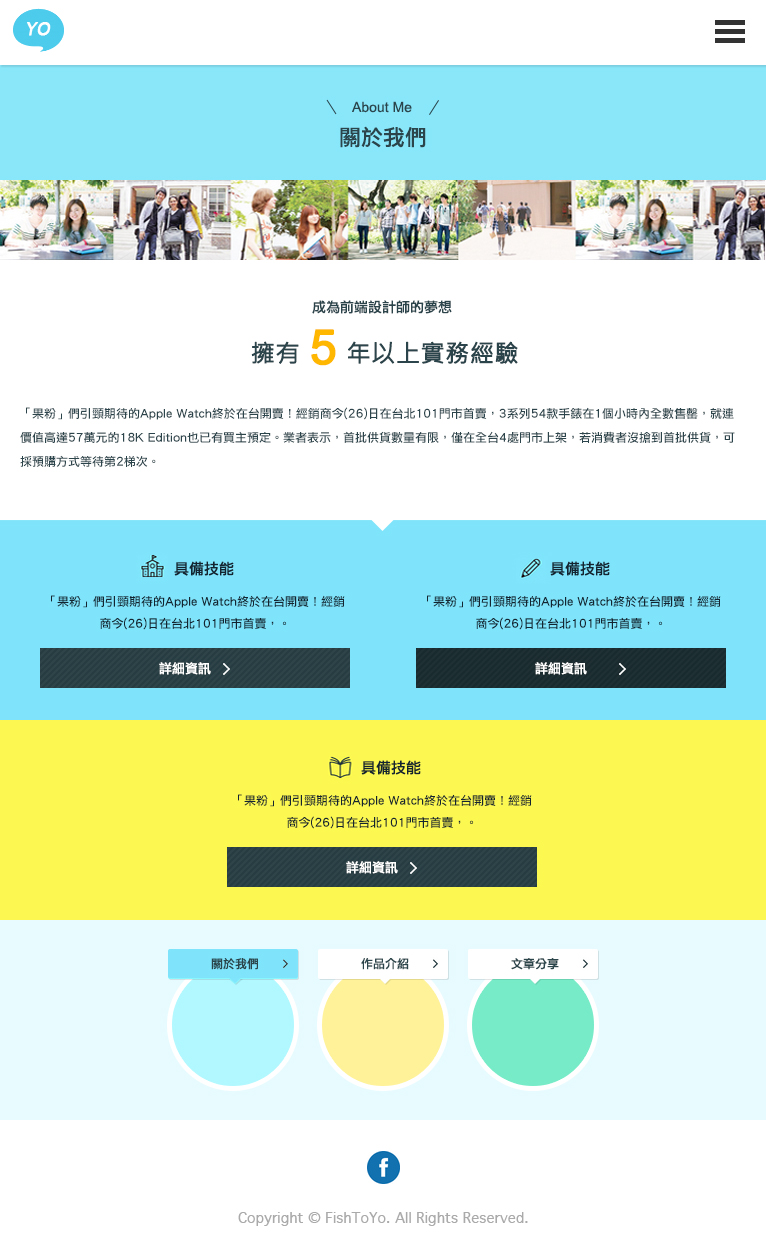 YO
About Me
關於我們
成為前端設計師的夢想
擁有 5 年以上實務經驗
「果粉」們引頸期待的Apple Watch終於在台開賣！經銷商今(26)日在台北101門市首賣，3系列54款手錶在1個小時內全數售罄，就連
價值高達57萬元的18K Edition也已有買主預定。業者表示，首批供貨數量有限，僅在全台4處門市上架，若消費者沒搶到首批供貨，可
採預購方式等待第2梯次。
具備技能
「果粉」們引頸期待的Apple Watch終於在台開賣！經銷
商今(26)日在台北101門市首賣，。
詳細資訊
具備技能
「果粉」們引頸期待的Apple Watch終於在台開賣！經銷
商今(26)日在台北101門市首賣，。
詳細資訊
具備技能
「果粉」們引頸期待的Apple Watch終於在台開賣！經銷
商今(26)日在台北101門市首賣，。
詳細資訊
關於我們
作品介紹
文章分享
Copyright © FishToYo. All Rights Reserved.